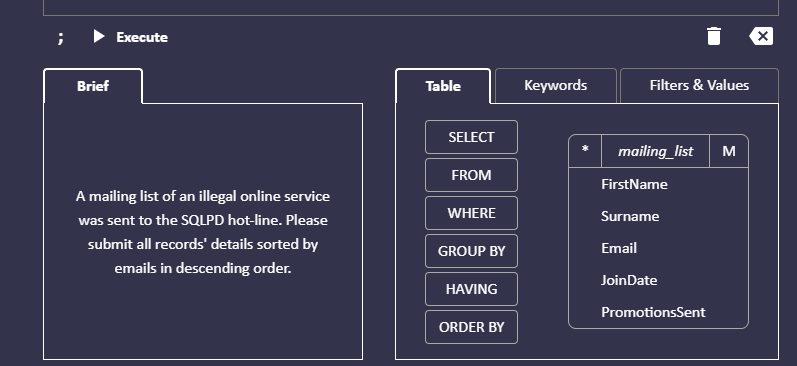 ; Execute
Brief
Table Keywords Filters & Values
A mailing list of an illegal online service
was sent to the SQLPD hot-line. Please
submit all records' details sorted by
emails in descending order.
SELECT
FROM
WHERE
GROUP BY
HAVING
ORDER BY
* mailing_list M
FirstName
Surname
Email
JoinDate
PromotionsSent